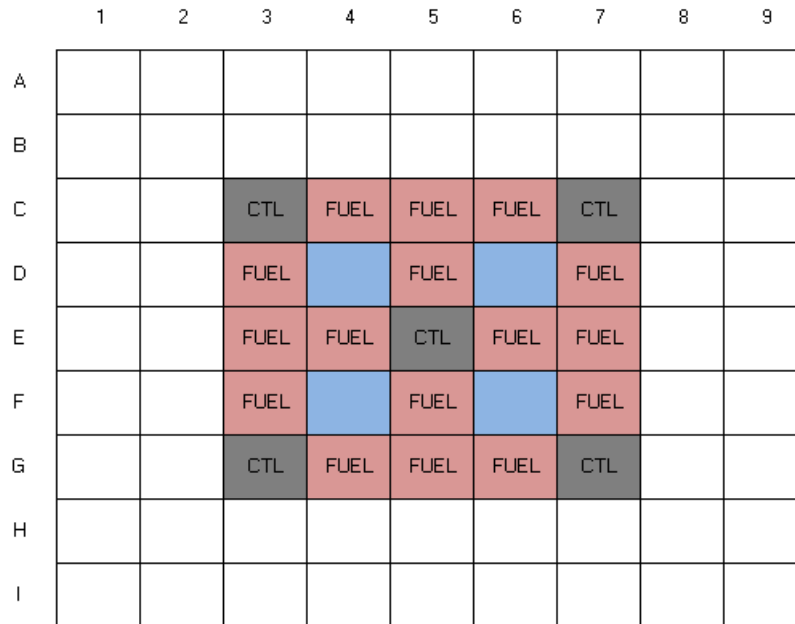 1 2 3 4 5 6 7 8 9
A
B
C CTL FUEL FUEL FUEL CTL
D FUEL FUEL FUEL
E FUEL FUEL CTL FUEL FUEL
F FUEL FUEL FUEL
G CTL FUEL FUEL FUEL CTL
H
I